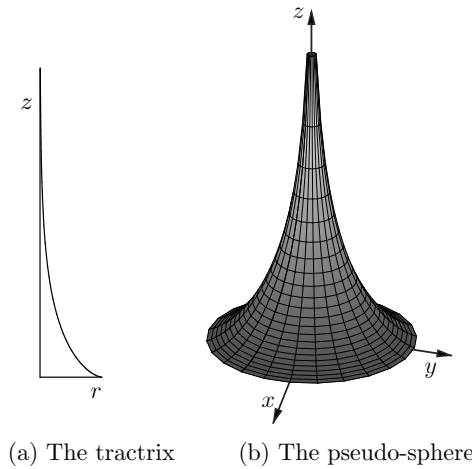 z
z
r
x
y
(a) The tractrix
(b) The pseudo-sphere